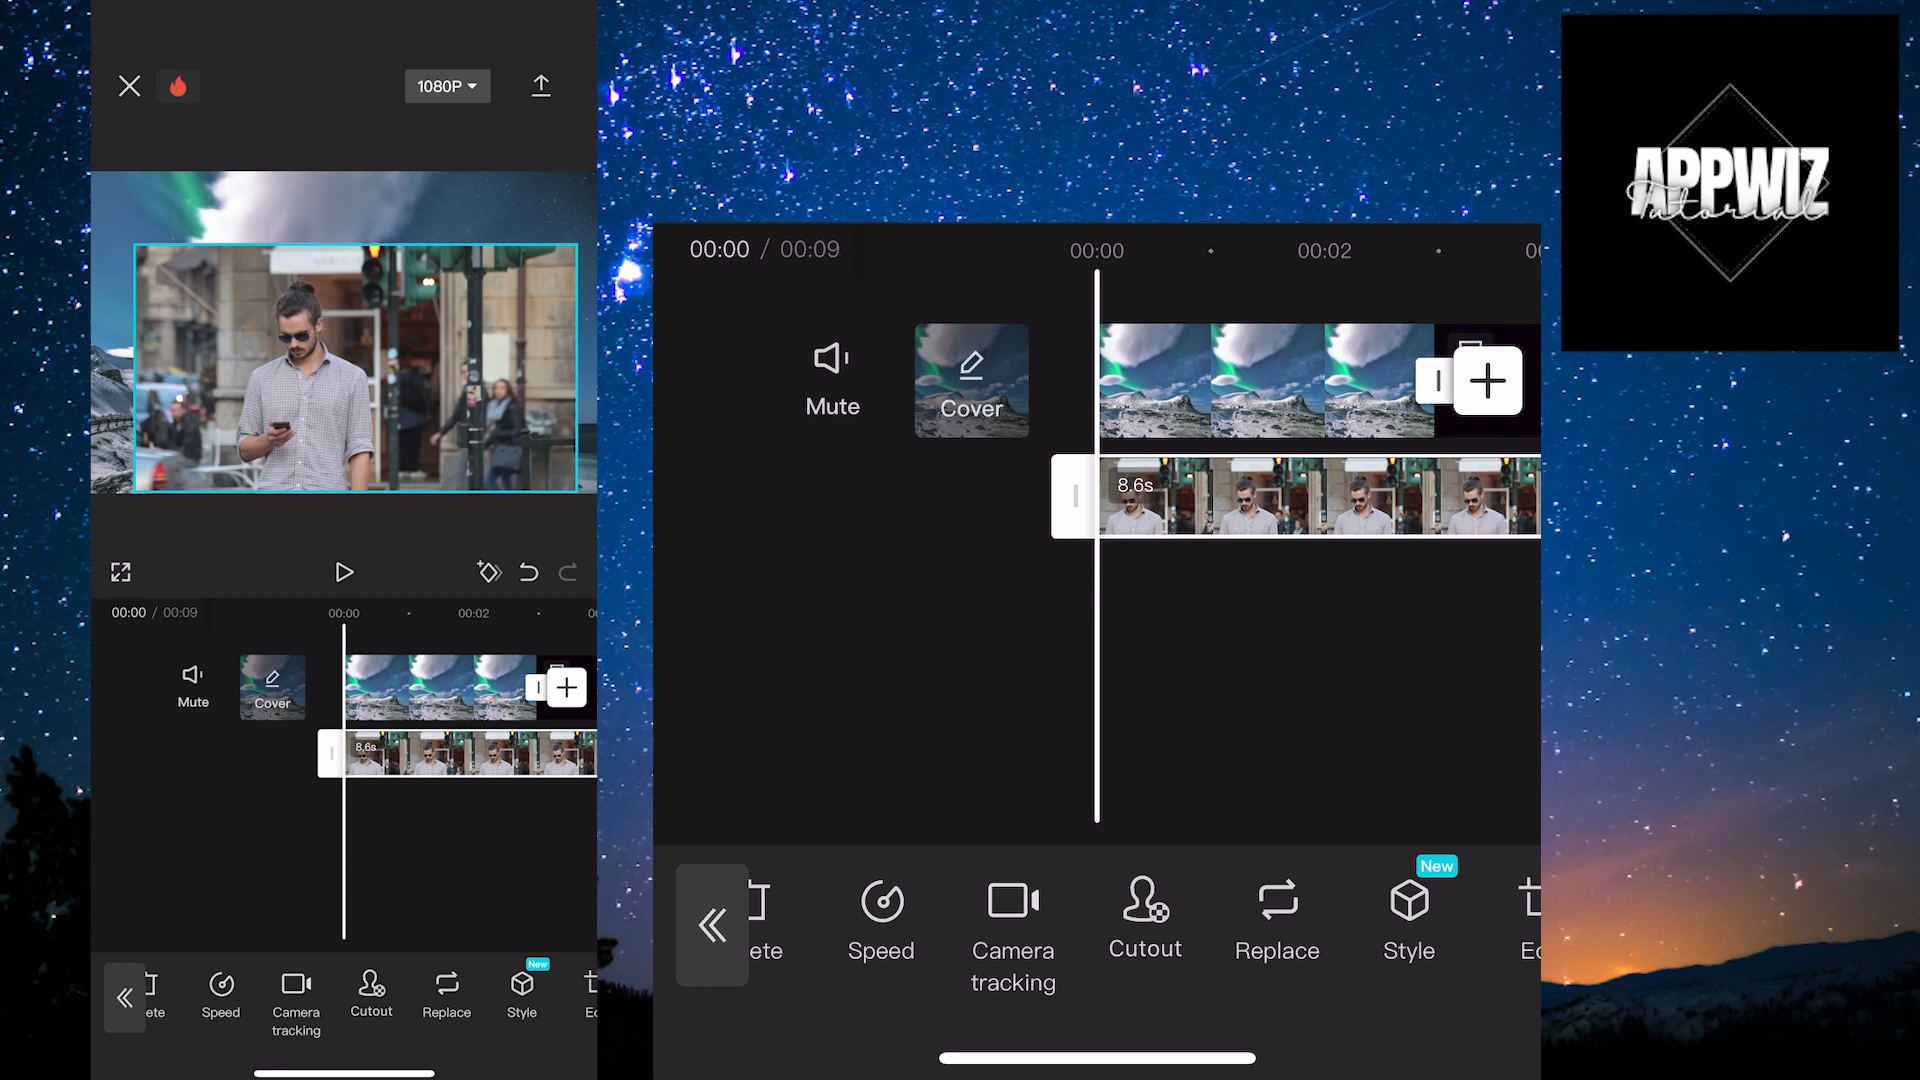 1080P
00:00 / 00:09
00:00
00:02
Mute
Cover
8.6s
New
ete
Speed
Camera
tracking
Cutout
Replace
Style
00:00 / 00:09
00:00
00:02
Mute
Cover
8.6s
New
ete
Speed
Camera
tracking
Cutout
Replace
Style
APPWIZ
Tutorial